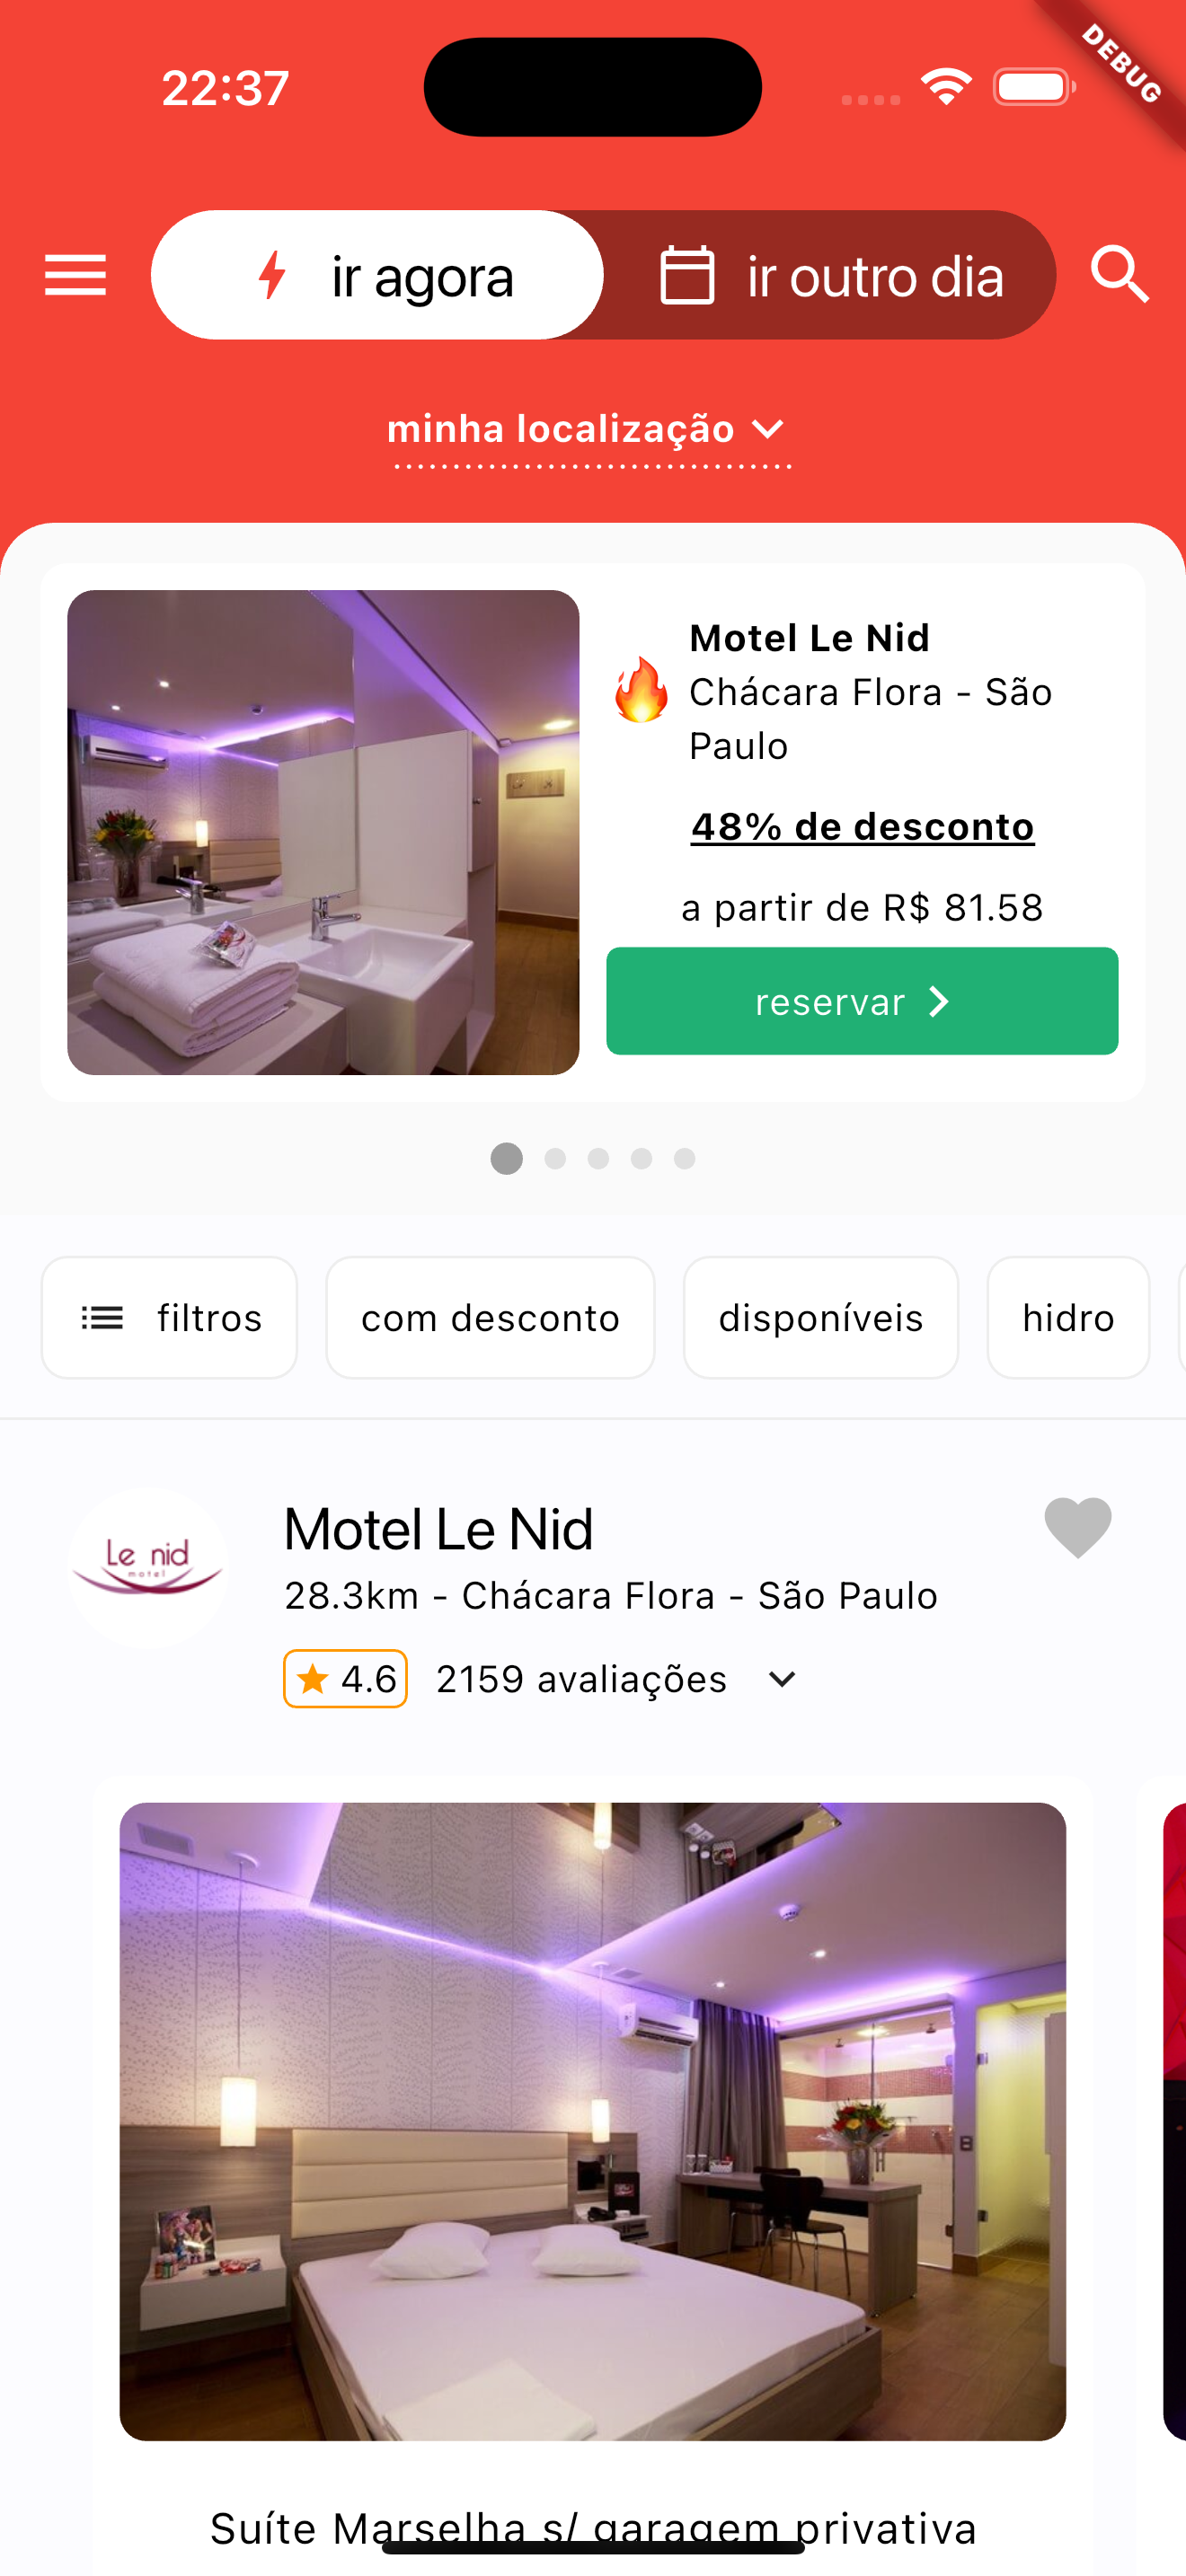 22:37
DEBUG
ir agora
ir outro dia
minha localização
Motel Le Nid
Chácara Flora - São
Paulo
48% de desconto
a partir de R$ 81.58
reservar
filtros
com desconto
disponíveis
hidro
Le nid
motel
Motel Le Nid
28.3km - Chácara Flora - São Paulo
4.6
2159 avaliações
Suíte Marselha s/ garagem privativa